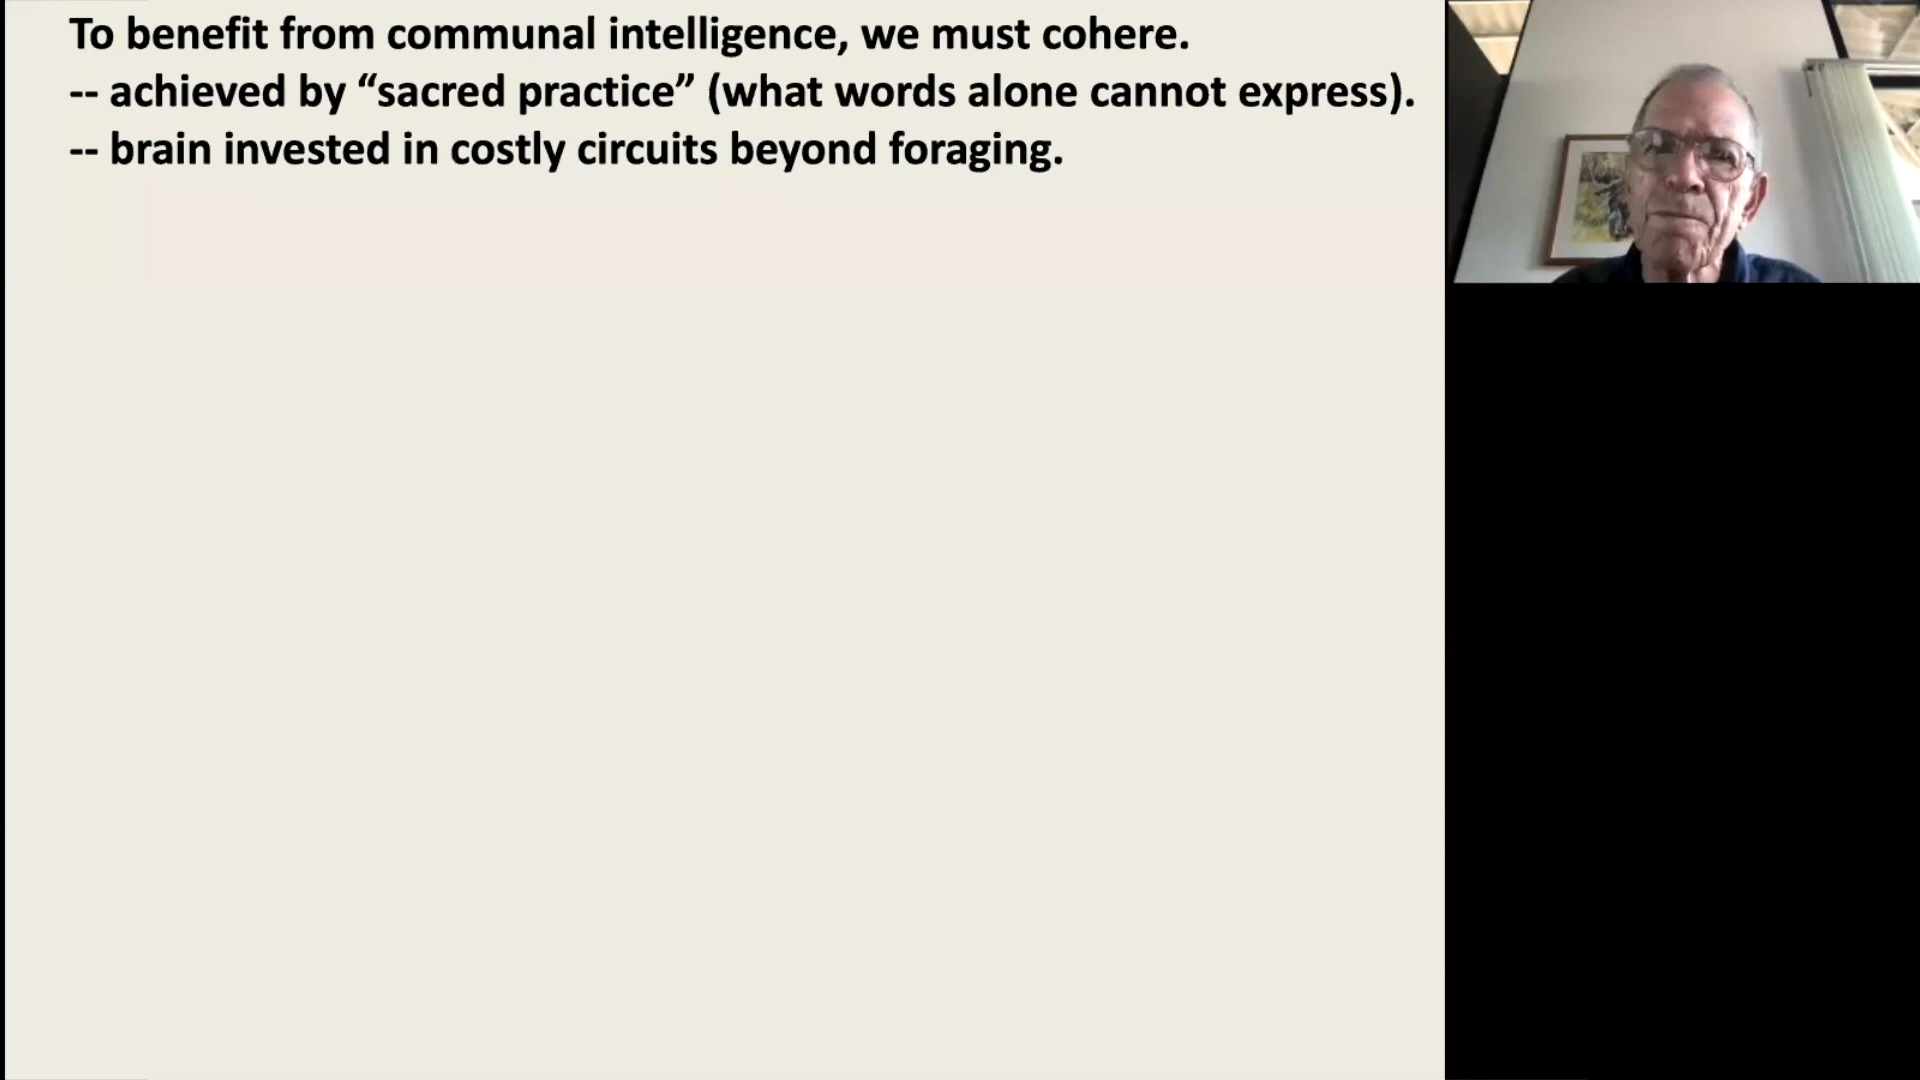 To benefit from communal intelligence, we must cohere.
-- achieved by “sacred practice” (what words alone cannot express).
-- brain invested in costly circuits beyond foraging.